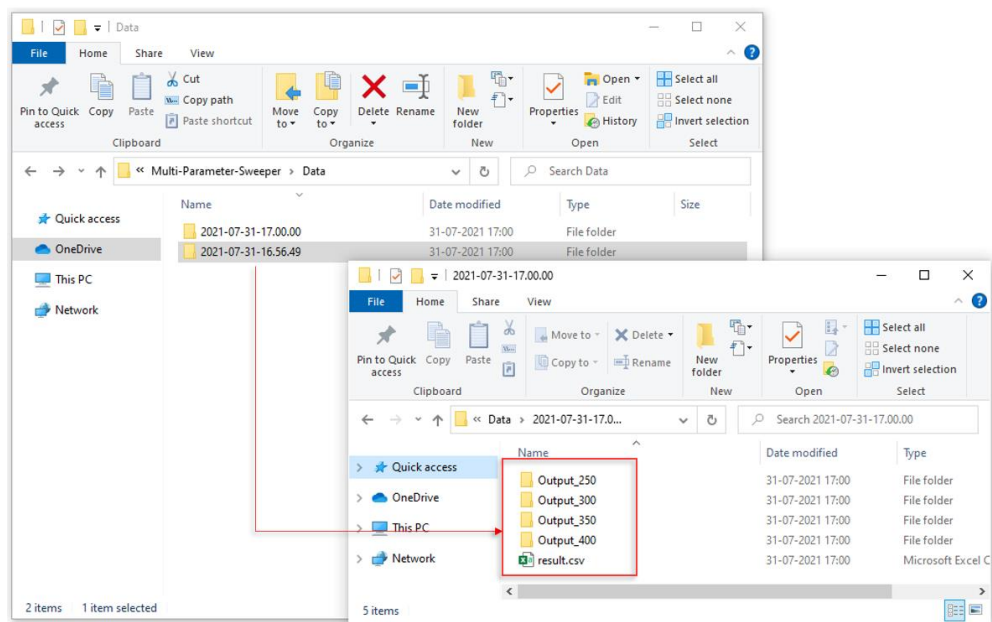 Data
File Home Share View
Pin to Quick access
Copy
Paste
Cut
Copy path
Paste shortcut
Move to
Copy to
Delete
Rename
New folder
Properties
Open
Edit
History
Select all
Select none
Invert selection
Clipboard Organize New Open Select
« Multi-Parameter-Sweeper > Data
Search Data
Quick access
OneDrive
This PC
Network
Name Date modified Type Size
2021-07-31-17.00.00 31-07-2021 17:00 File folder
2021-07-31-16.56.49 31-07-2021 17:00 File folder
2 items 1 item selected
2021-07-31-17.00.00
File Home Share View
Pin to Quick access
Copy
Paste
Move to
Copy to
Delete
Rename
New folder
Properties
Select all
Select none
Invert selection
Clipboard Organize New Open Select
« Data > 2021-07-31-17.0...
Search 2021-07-31-17.00.00
Quick access
OneDrive
This PC
Network
Name Date modified Type
Output_250 31-07-2021 17:00 File folder
Output_300 31-07-2021 17:00 File folder
Output_350 31-07-2021 17:00 File folder
Output_400 31-07-2021 17:00 File folder
result.csv 31-07-2021 17:00 Microsoft Excel C
5 items